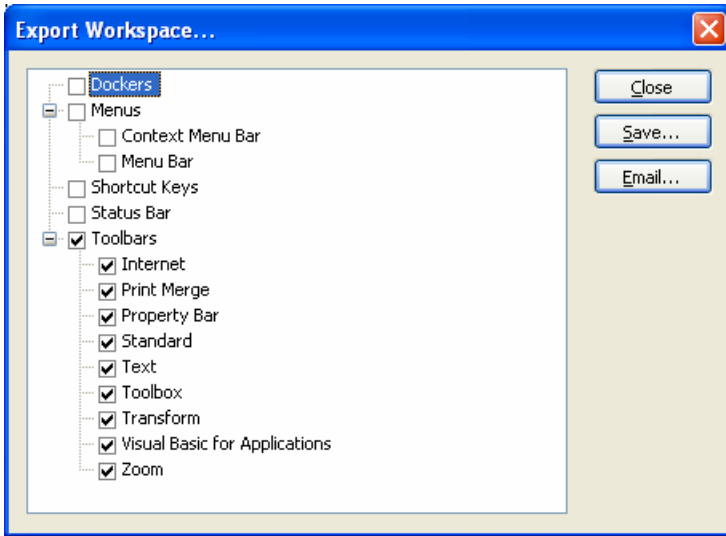 Export Workspace...
Dockers
Menus
Context Menu Bar
Menu Bar
Shortcut Keys
Status Bar
Toolbars
Internet
Print Merge
Property Bar
Standard
Text
Toolbox
Transform
Visual Basic for Applications
Zoom
Close
Save...
Email...